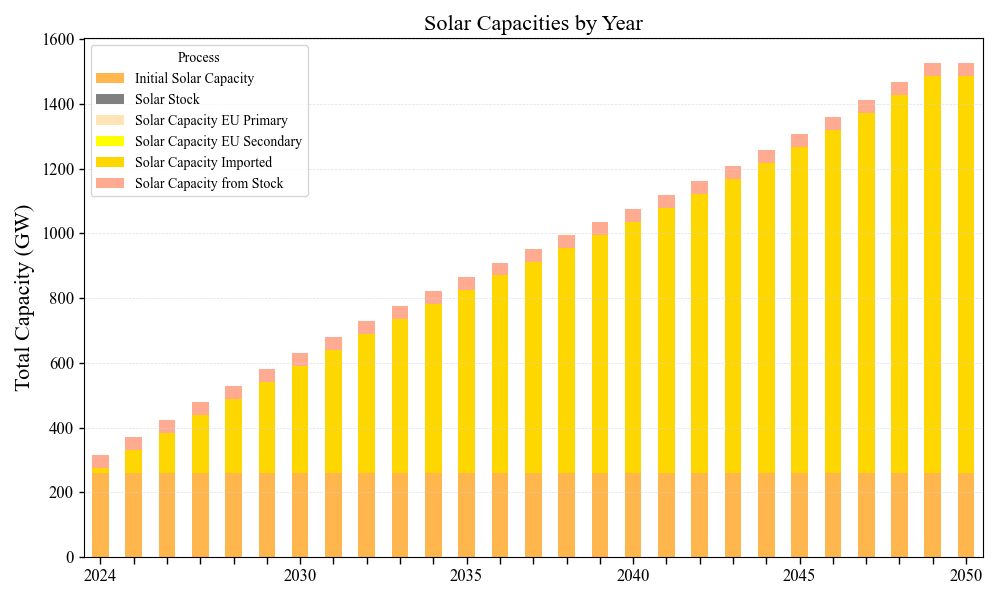 Solar Capacities by Year
Total Capacity (GW)
1600
1400
1200
1000
800
600
400
200
0
Process
Initial Solar Capacity
Solar Stock
Solar Capacity EU Primary
Solar Capacity EU Secondary
Solar Capacity Imported
Solar Capacity from Stock
2024 2030 2035 2040 2045 2050